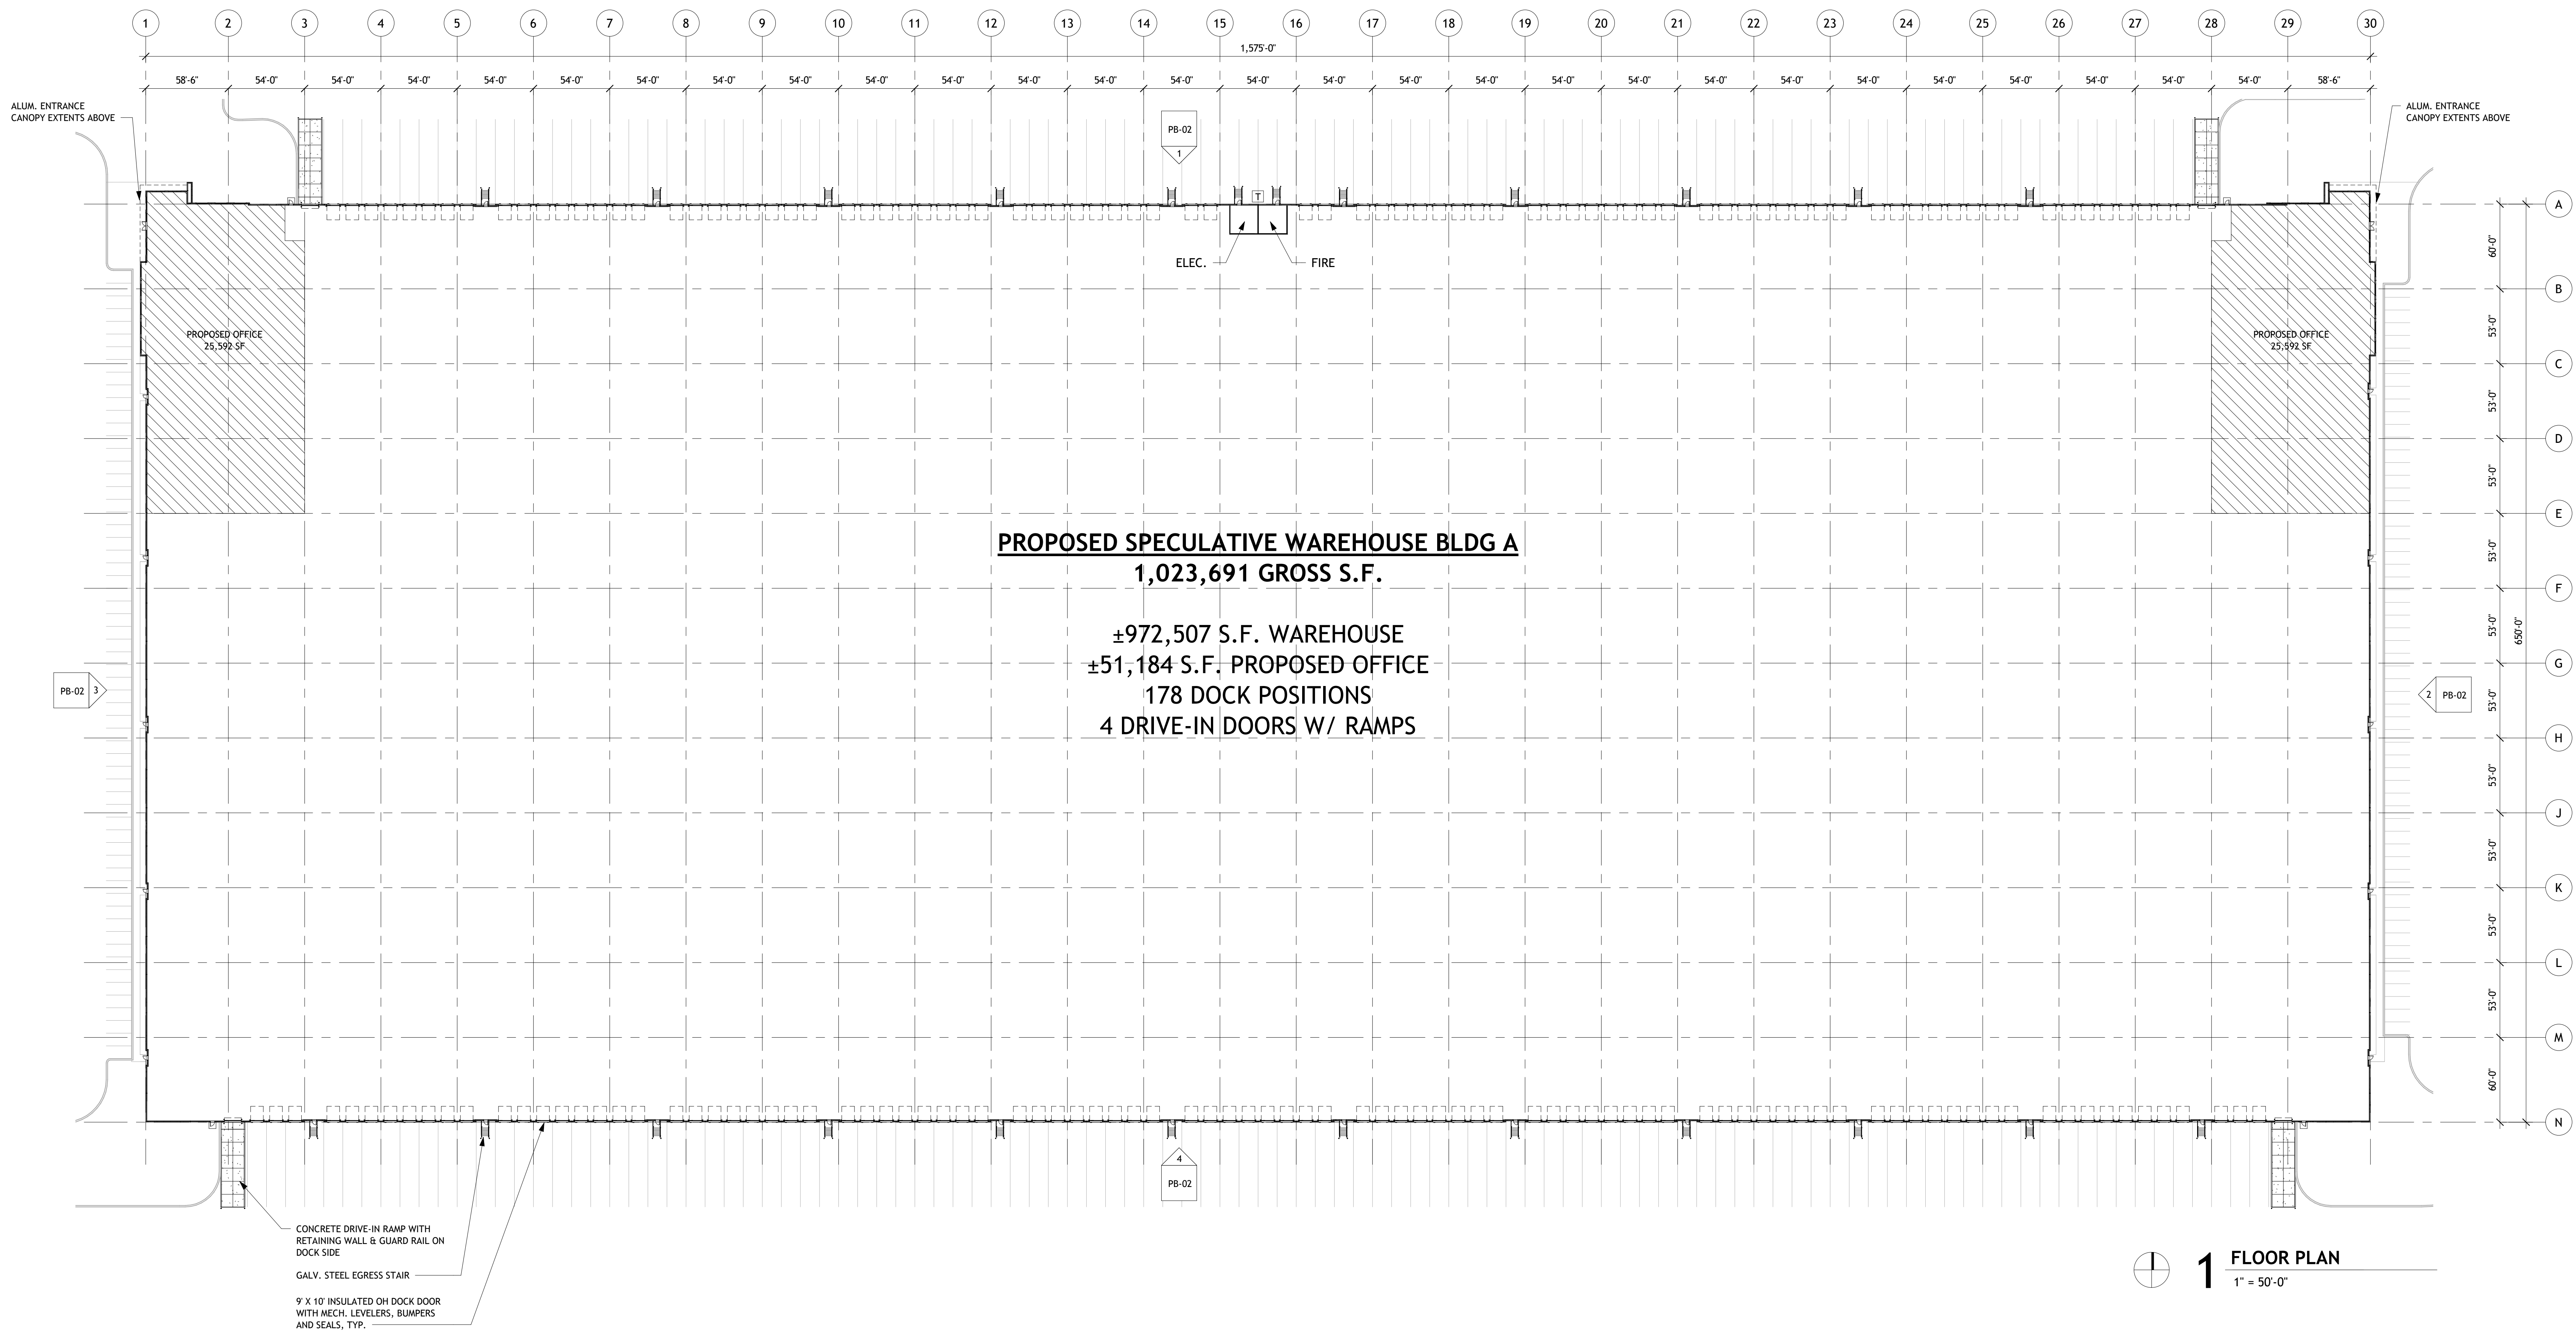 1 2 3 4 5 6 7 8 9 10 11 12 13 14 15 16 17 18 19 20 21 22 23 24 25 26 27 28 29 30
1,575'-0"
58'-6" 54'-0" 54'-0" 54'-0" 54'-0" 54'-0" 54'-0" 54'-0" 54'-0" 54'-0" 54'-0" 54'-0" 54'-0" 54'-0" 54'-0" 54'-0" 54'-0" 54'-0" 54'-0" 54'-0" 54'-0" 54'-0" 54'-0" 54'-0" 54'-0" 54'-0" 54'-0" 54'-0" 58'-6"
ALUM. ENTRANCE
CANOPY EXTENTS ABOVE
PB-02
1
ALUM. ENTRANCE
CANOPY EXTENTS ABOVE
T
ELEC.
FIRE
PROPOSED OFFICE
25,592 SF
PROPOSED OFFICE
25,592 SF
PROPOSED SPECULATIVE WAREHOUSE BLDG A
1,023,691 GROSS S.F.
±972,507 S.F. WAREHOUSE
±51,184 S.F. PROPOSED OFFICE
178 DOCK POSITIONS
4 DRIVE-IN DOORS W/ RAMPS
PB-02 3
2 PB-02
A
60'-0"
B
53'-0"
C
53'-0"
D
53'-0"
E
53'-0"
F
53'-0"
650'-0"
G
53'-0"
H
53'-0"
J
53'-0"
K
53'-0"
L
53'-0"
M
60'-0"
N
4
PB-02
CONCRETE DRIVE-IN RAMP WITH
RETAINING WALL & GUARD RAIL ON
DOCK SIDE
GALV. STEEL EGRESS STAIR
9' X 10' INSULATED OH DOCK DOOR
WITH MECH. LEVELERS, BUMPERS
AND SEALS, TYP.
1 FLOOR PLAN
1" = 50'-0"